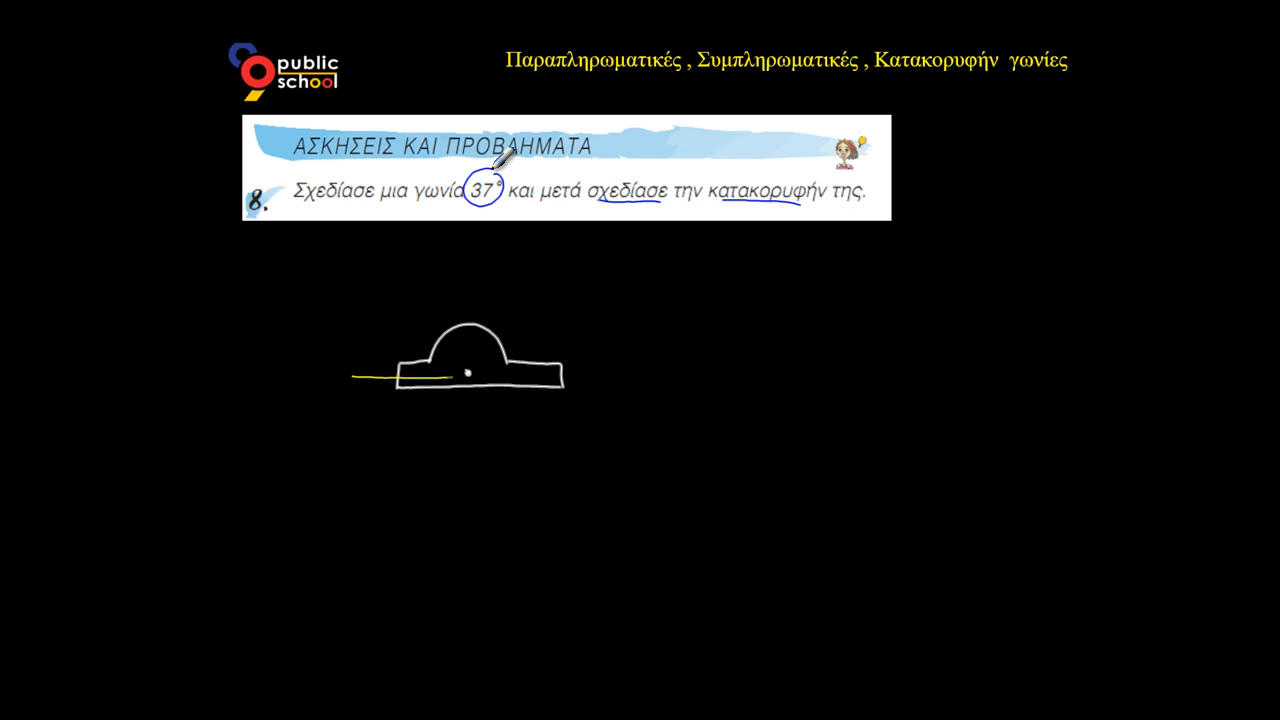 public
school
Παραπληρωματικές , Συμπληρωματικές , Κατακορυφήν γωνίες
ΑΣΚΗΣΕΙΣ ΚΑΙ ΠΡΟΒΛΗΜΑΤΑ
8. Σχεδίασε μια γωνία 37° και μετά σχεδίασε την κατακορυφήν της.